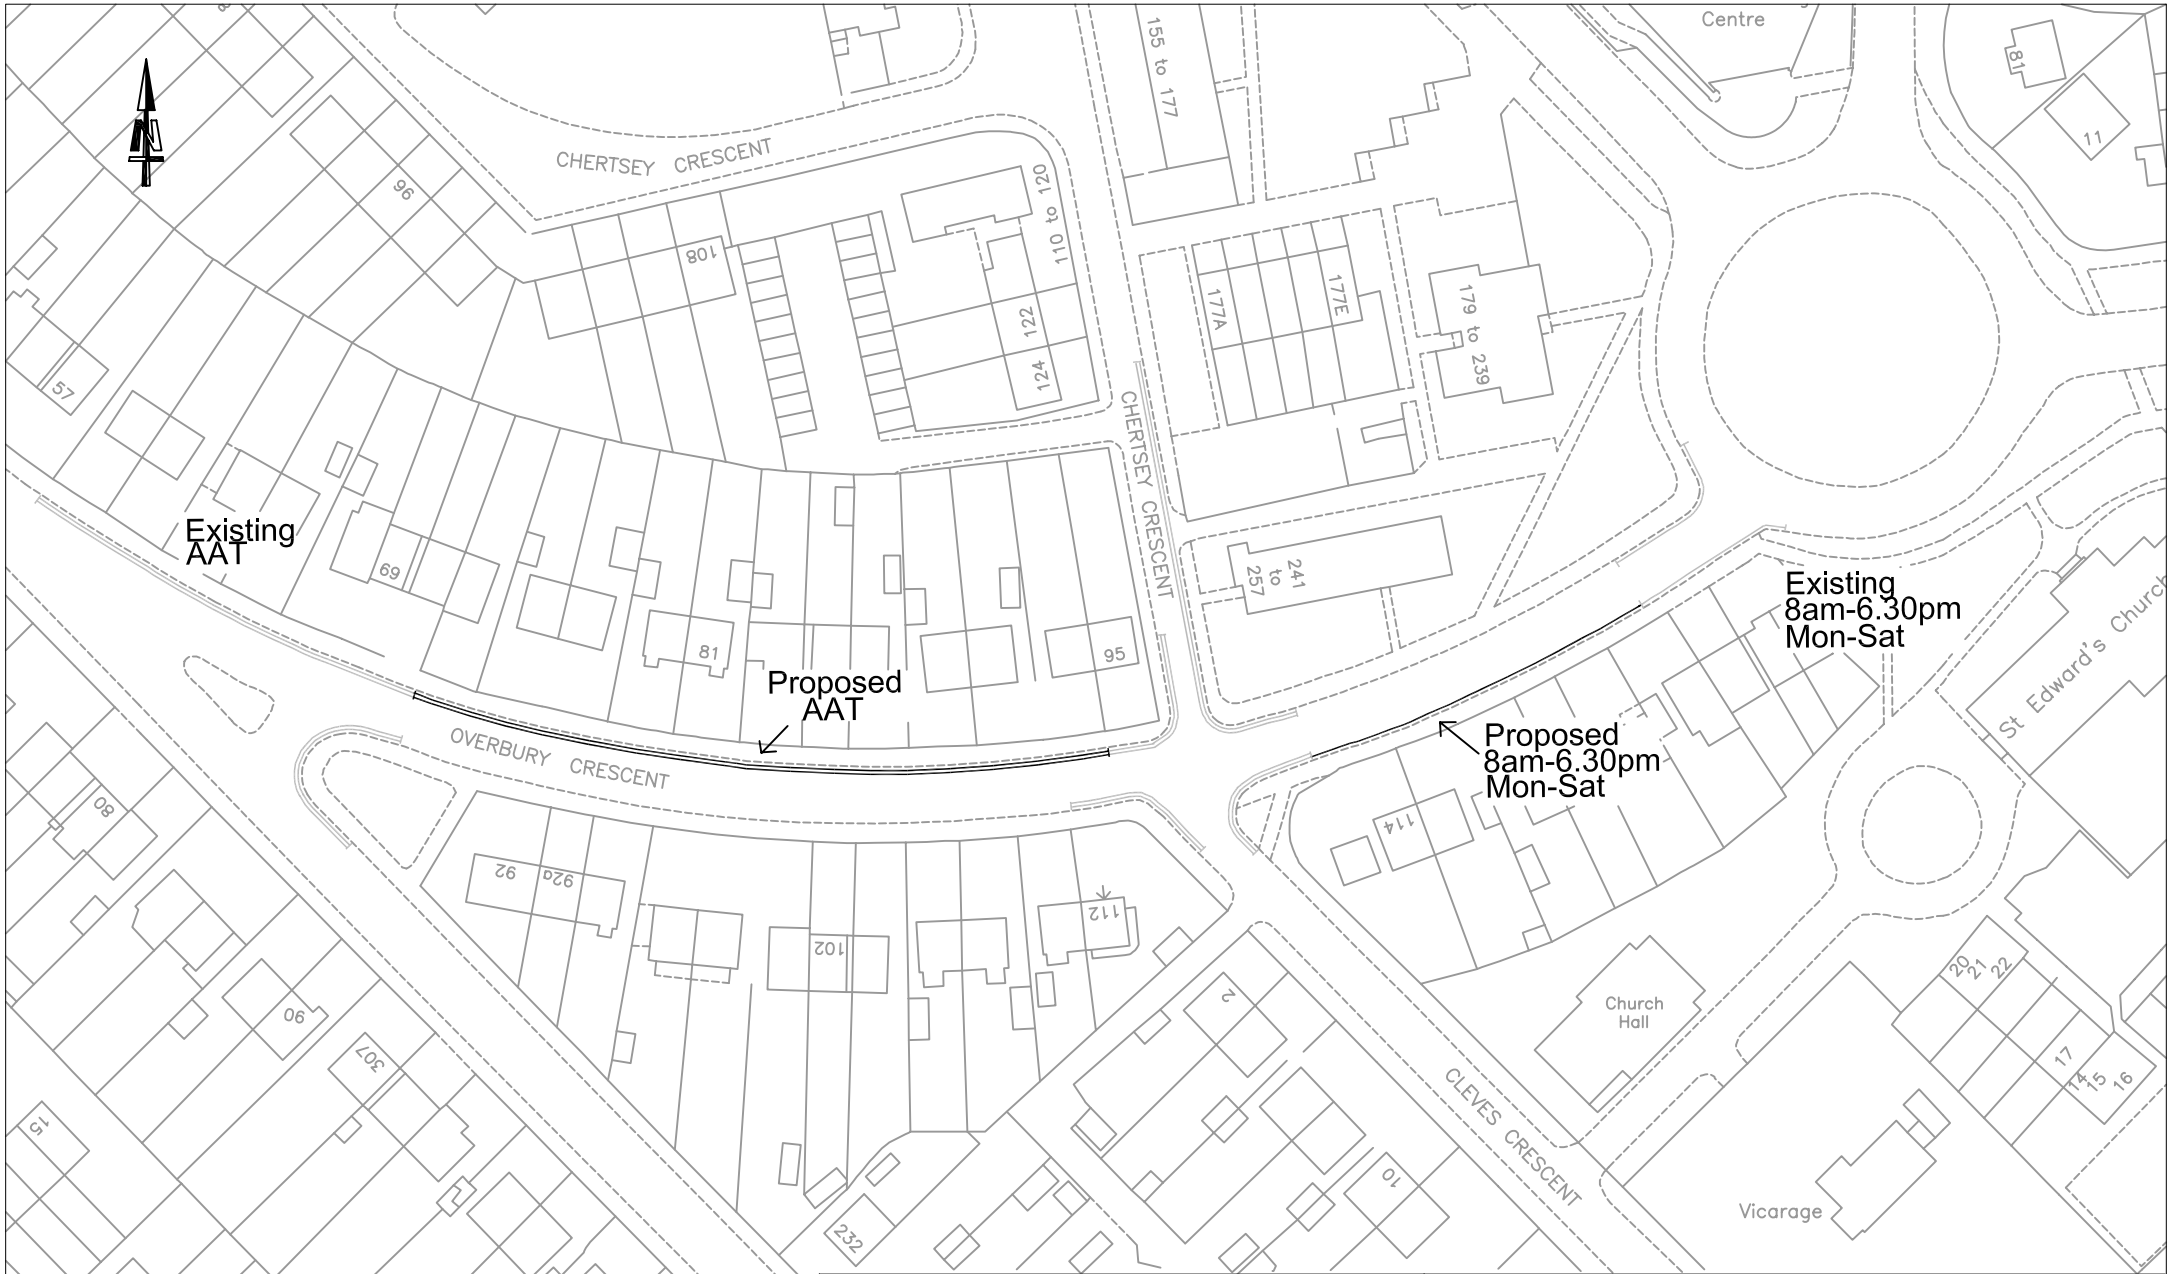 Centre
155 to 177
81
11
N
CHERTSEY CRESCENT
96
110 to 120
108
177A
177E
179 to 239
122
124
57
CHERTSEY CRESCENT
Existing
AAT
69
241
to
257
Existing
8am-6.30pm
Mon-Sat
St Edward's Church
81
95
Proposed
AAT
Proposed
8am-6.30pm
Mon-Sat
OVERBURY CRESCENT
80
114
92
92a
112
102
20
21
22
2
90
Church
Hall
307
17
14
15
16
CLEVES CRESCENT
15
10
Vicarage
232